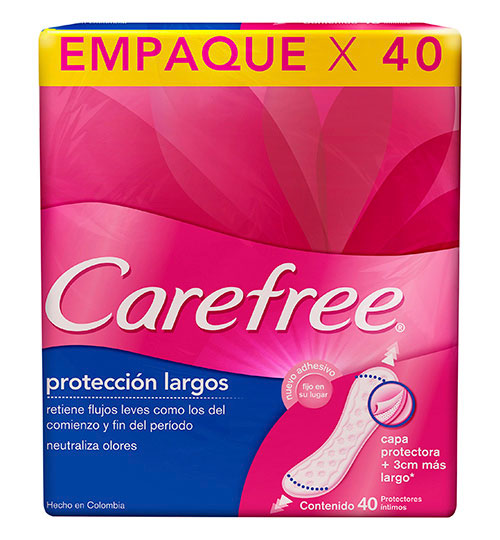 EMPAQUE X 40
Carefree®
protección largos
retiene flujos leves como los del
comienzo y fin del período
neutraliza olores
Hecho en Colombia
nuevo adhesivo
fijo en
su lugar
capa
protectora
+ 3cm más
largo*
Contenido 40 Protectores
íntimos